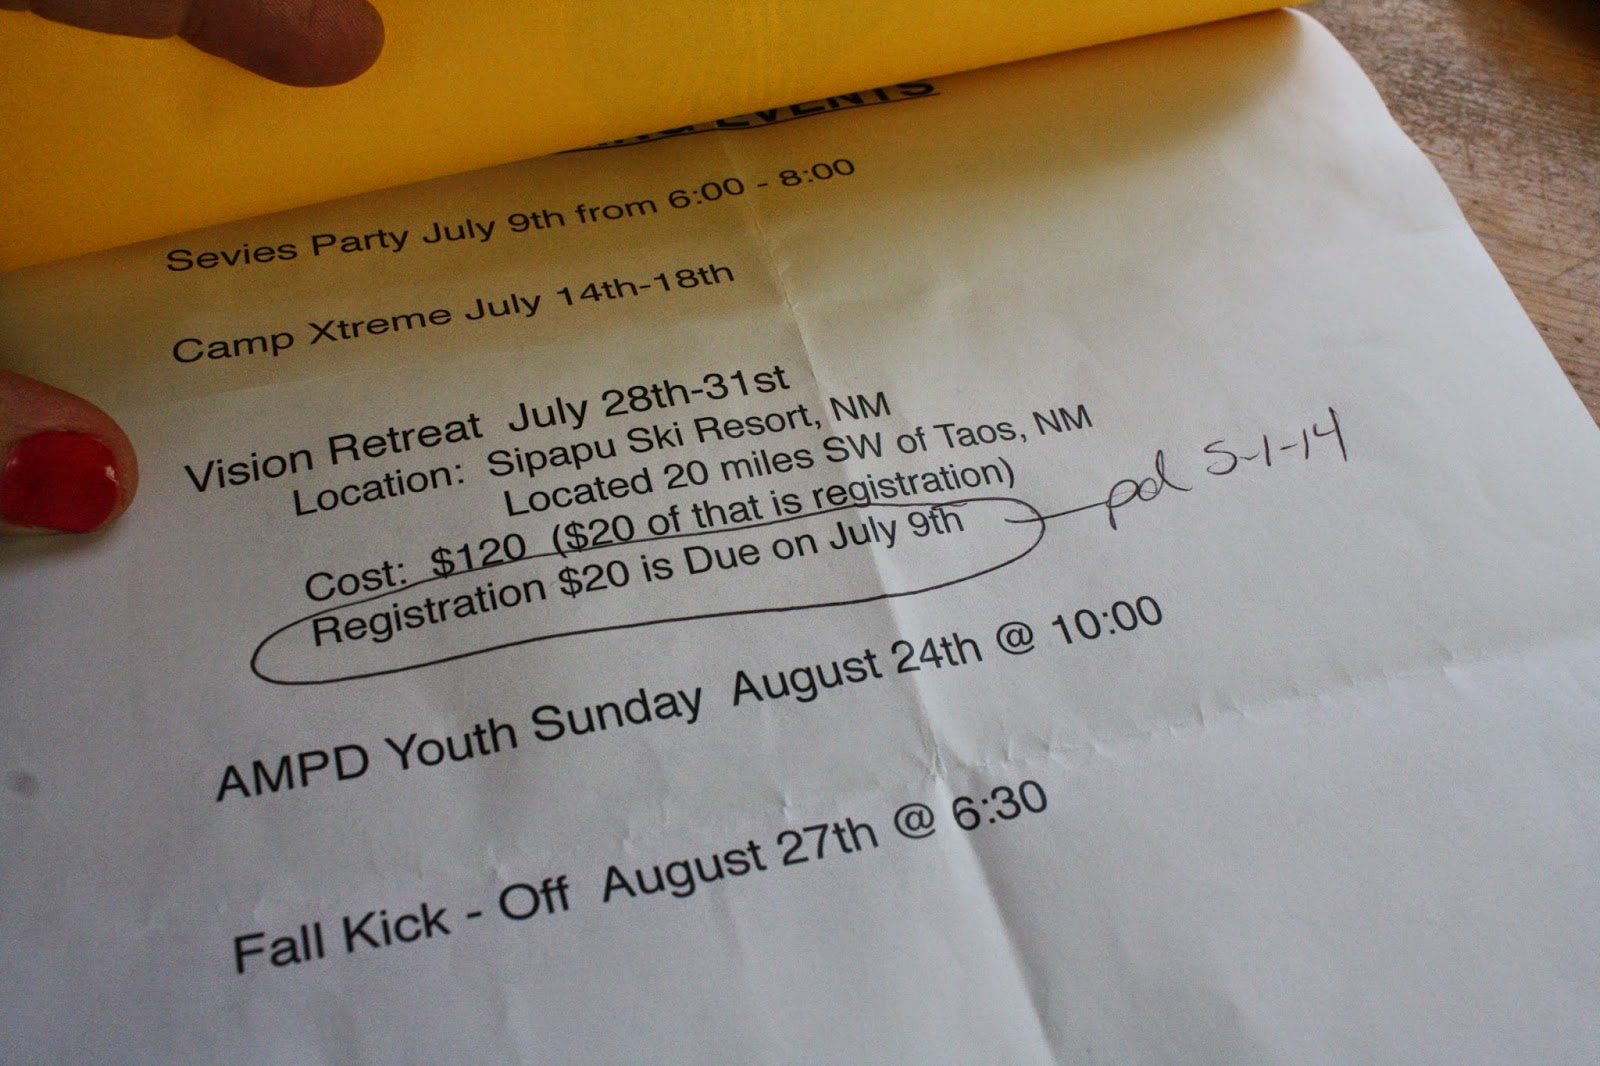 EVENTS
Sevies Party July 9th from 6:00 - 8:00
Camp Xtreme July 14th-18th
Vision Retreat July 28th-31st
Location: Sipapu Ski Resort, NM
Located 20 miles SW of Taos, NM
Cost: $120 ($20 of that is registration)
Registration $20 is Due on July 9th
pd 5-1-14
AMPD Youth Sunday August 24th @ 10:00
Fall Kick - Off August 27th @ 6:30